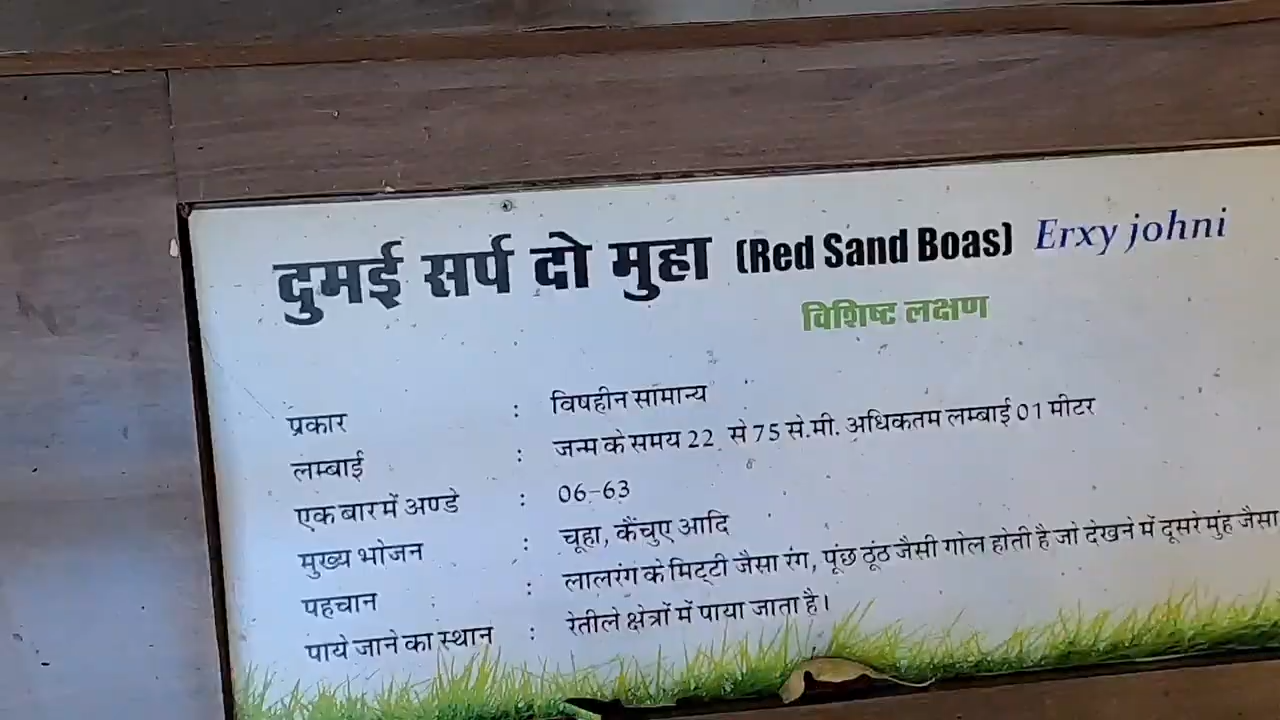 दुमई सर्प दो मुहा (Red Sand Boas) Erxy johni
विशिष्ट लक्षण
प्रकार : विषहीन सामान्य
लम्बाई : जन्म के समय 22 से 75 से.मी. अधिकतम लम्बाई 01 मीटर
एक बार में अण्डे : 06-63
मुख्य भोजन : चूहा, कैंचुए आदि
पहचान : लाल रंग के मिट्टी जैसा रंग, पूंछ ठूंठ जैसी गोल होती है जो देखने में दूसरे मुंह जैसा
पाये जाने का स्थान : रेतीले क्षेत्रों में पाया जाता है।